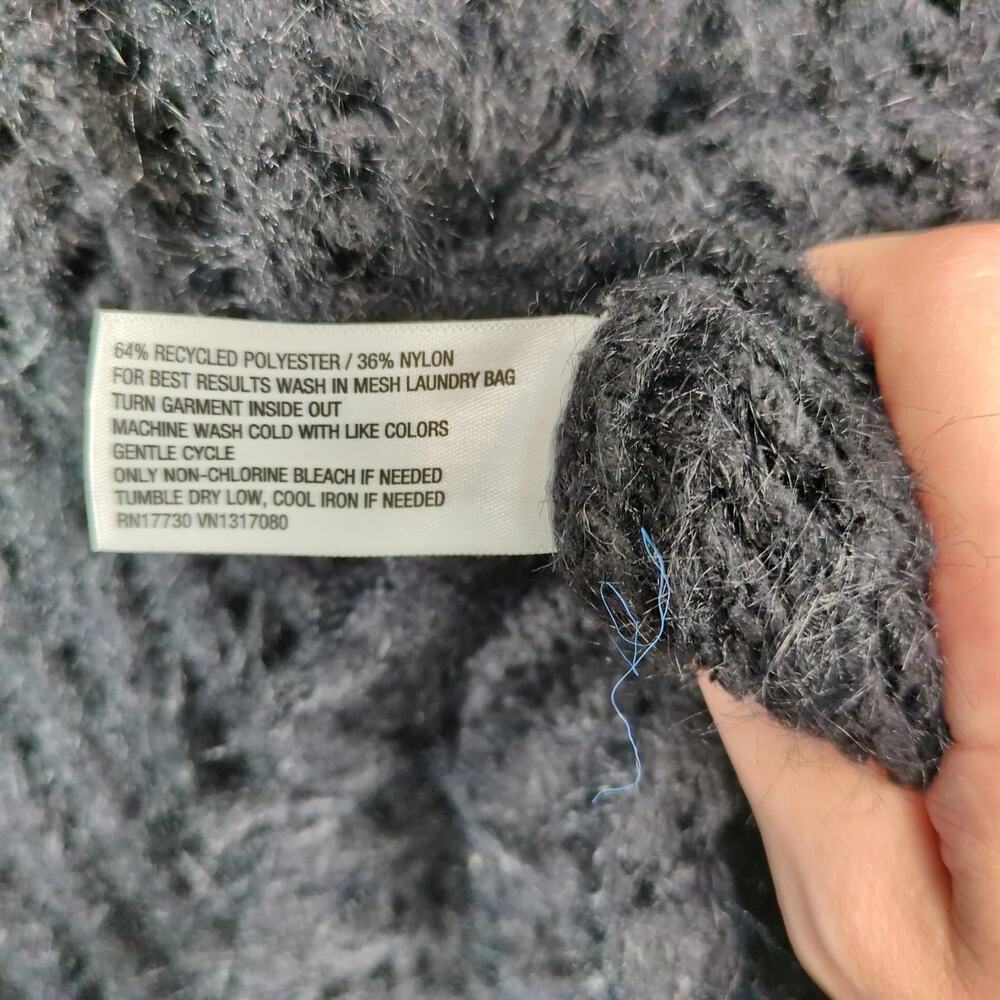 64% RECYCLED POLYESTER / 36% NYLON
FOR BEST RESULTS WASH IN MESH LAUNDRY BAG
TURN GARMENT INSIDE OUT
MACHINE WASH COLD WITH LIKE COLORS
GENTLE CYCLE
ONLY NON-CHLORINE BLEACH IF NEEDED
TUMBLE DRY LOW, COOL IRON IF NEEDED
RN17730 VN1317080